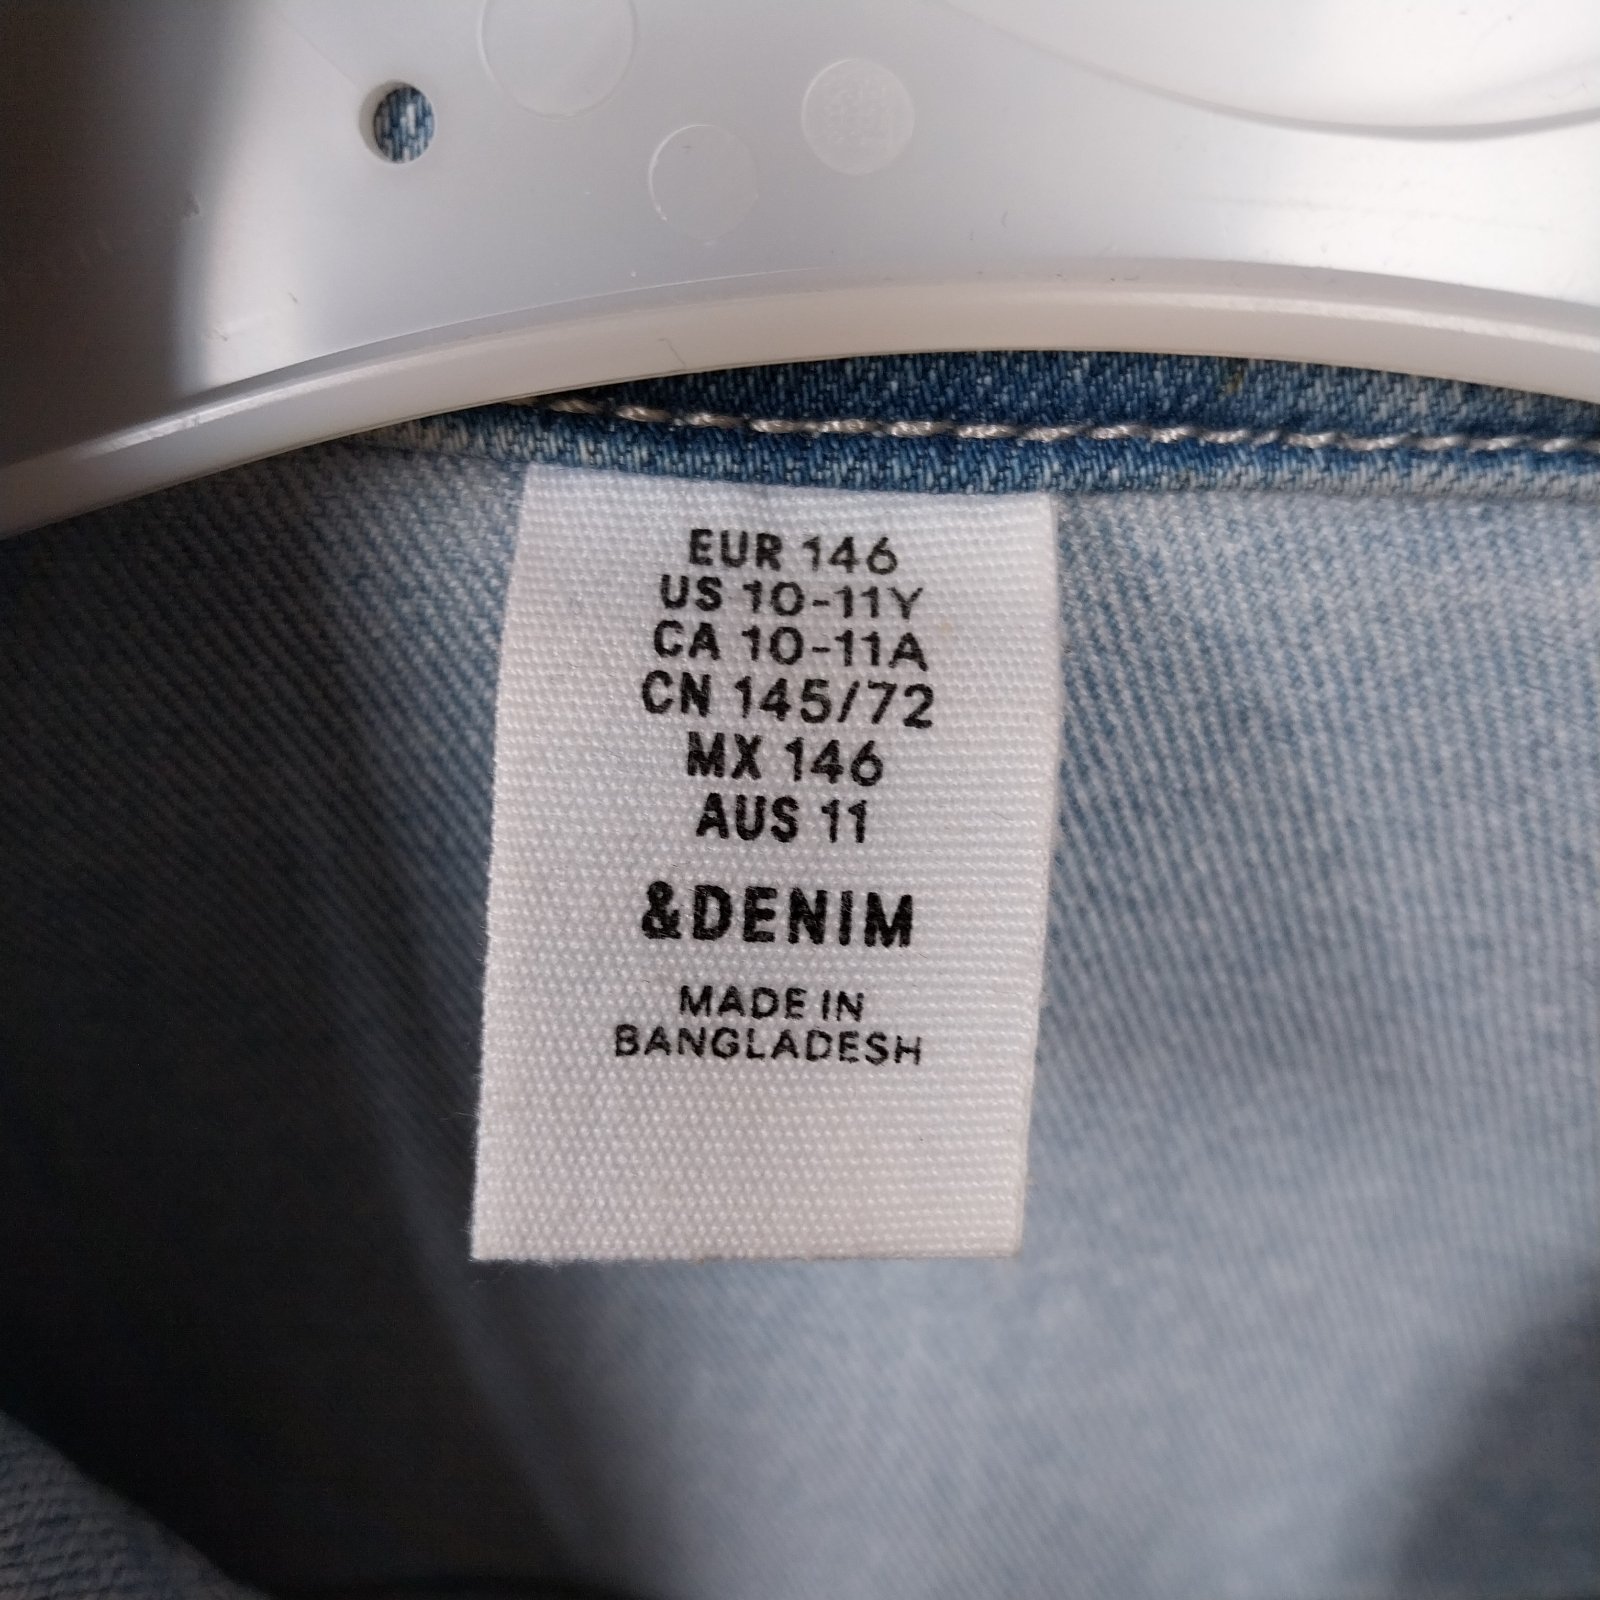 EUR 146
US 10-11Y
CA 10-11A
CN 145/72
MX 146
AUS 11
&DENIM
MADE IN
BANGLADESH